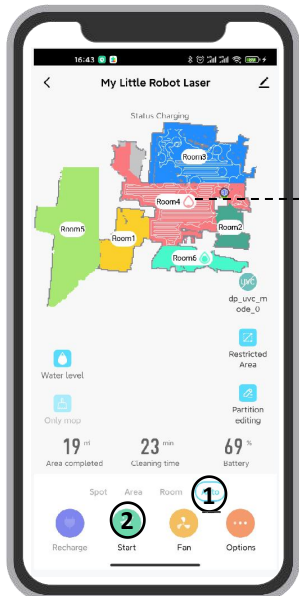 16:43
My Little Robot Laser
Status Charging
Room3
Room4
Room5
Room2
Room1
Room6
UVC
dp_uvc_m
ode_0
Restricted
Area
Water level
Partition
editing
Only mop
19 ㎡
23 min
69 %
Area completed
Cleaning time
Battery
Spot
Area
Room
1
2
Recharge
Start
Fan
Options